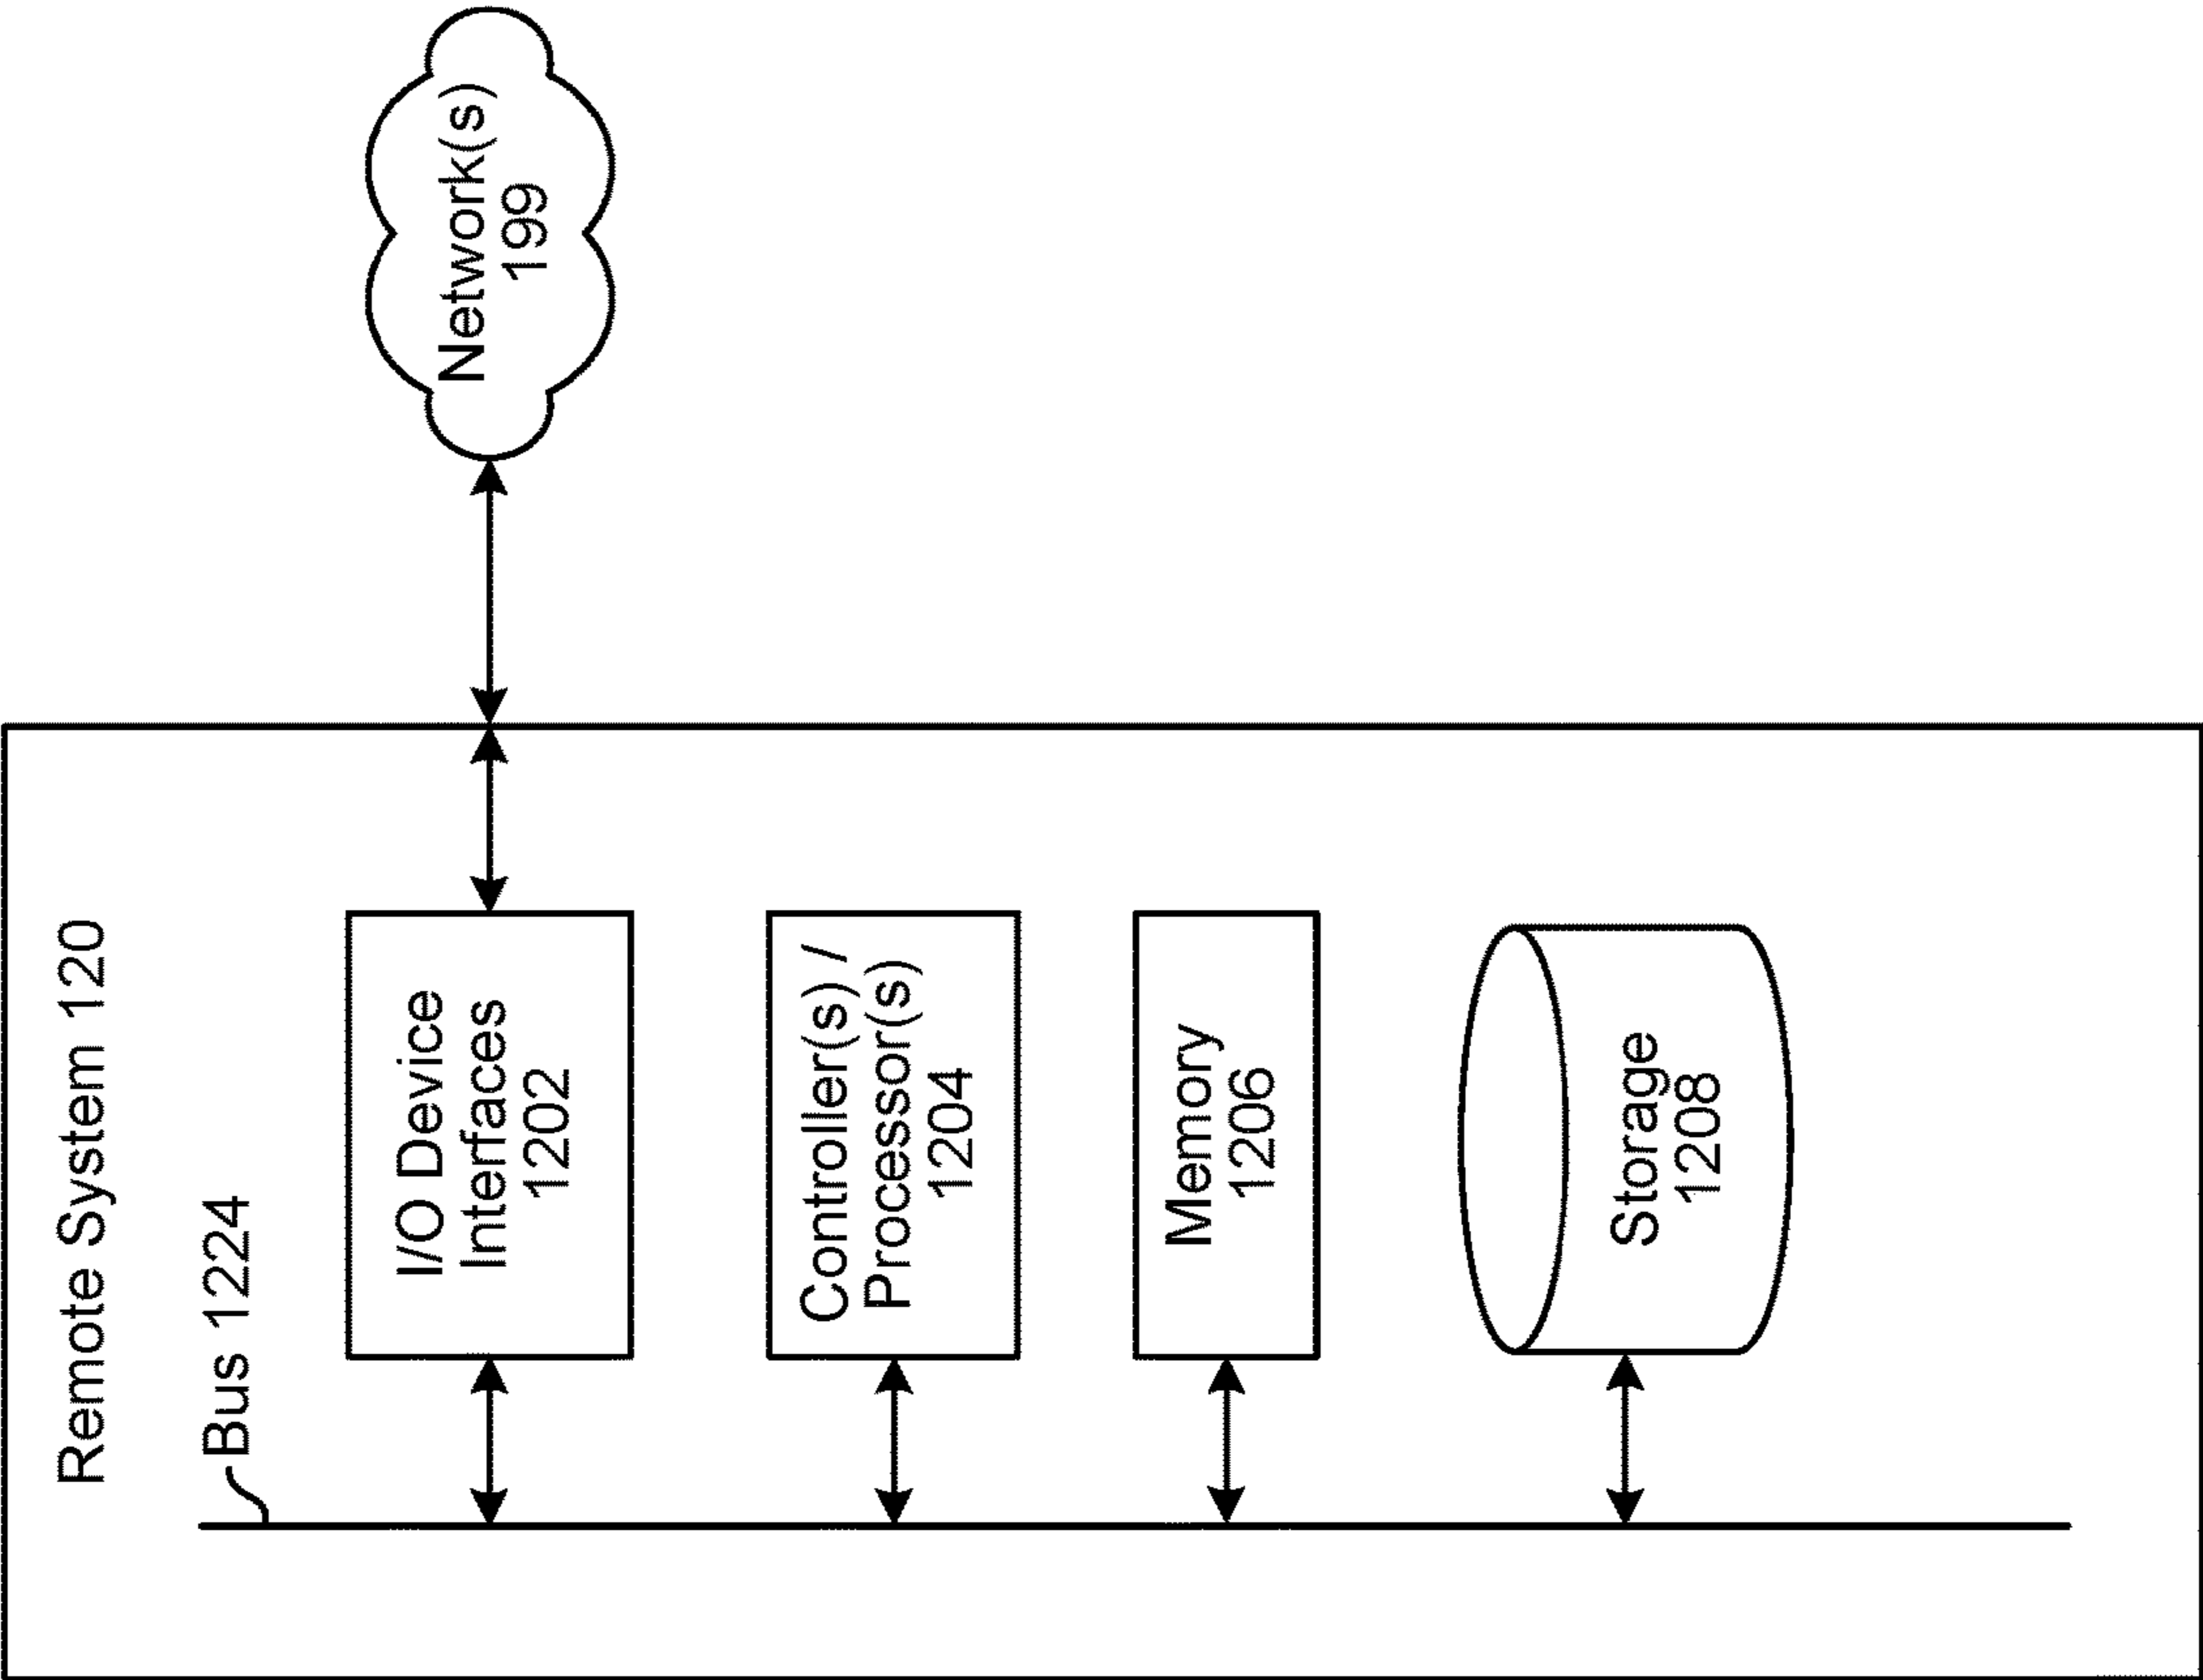 Remote System 120
Bus 1224
I/O Device
Interfaces
1202
Network(s)
199
Controller(s) /
Processor(s)
1204
Memory
1206
Storage
1208